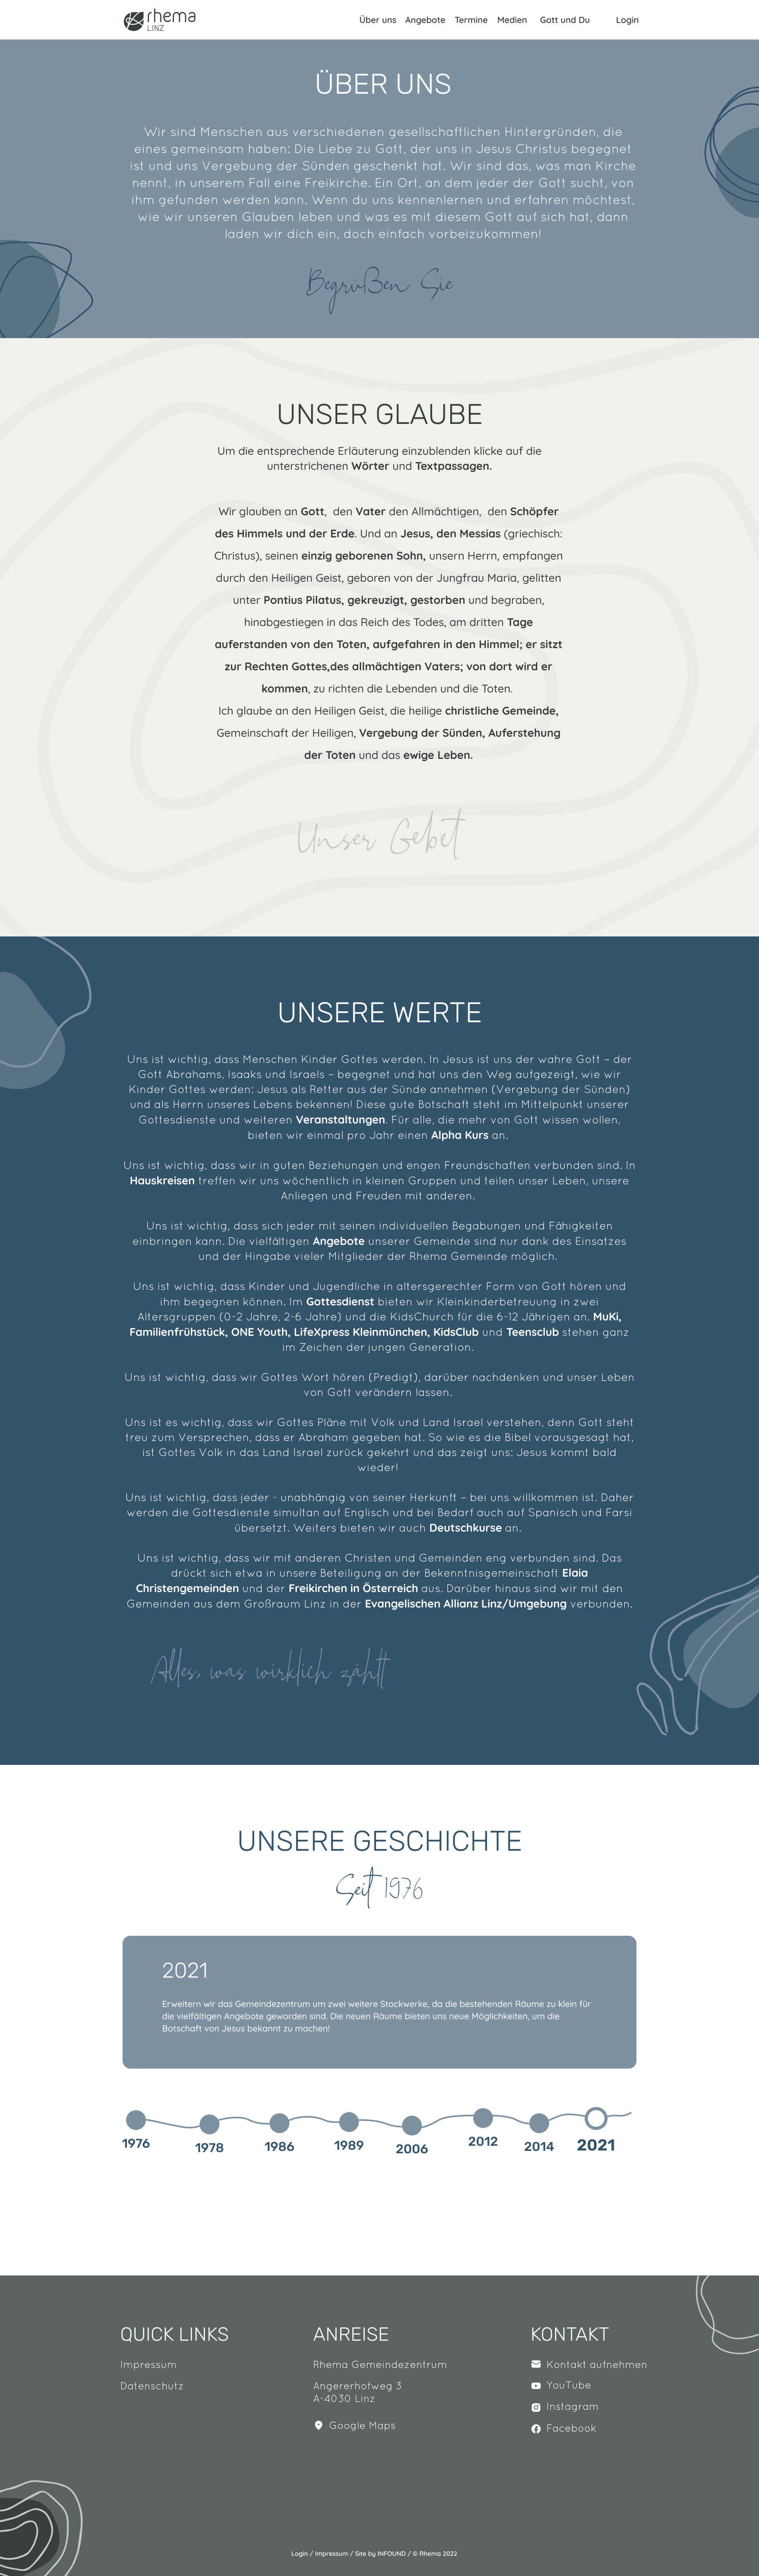 rhema
LINZ
Über uns Angebote Termine Medien Gott und Du Login
ÜBER UNS
Wir sind Menschen aus verschiedenen gesellschaftlichen Hintergründen, die
eines gemeinsam haben: Die Liebe zu Gott, der uns in Jesus Christus begegnet
ist und uns Vergebung der Sünden geschenkt hat. Wir sind das, was man Kirche
nennt, in unserem Fall eine Freikirche. Ein Ort, an dem jeder der Gott sucht, von
ihm gefunden werden kann. Wenn du uns kennenlernen und erfahren möchtest,
wie wir unseren Glauben leben und was es mit diesem Gott auf sich hat, dann
laden wir dich ein, doch einfach vorbeizukommen!
Begrüßen Sie
UNSER GLAUBE
Um die entsprechende Erläuterung einzublenden klicke auf die
unterstrichenen Wörter und Textpassagen.
Wir glauben an Gott, den Vater den Allmächtigen, den Schöpfer
des Himmels und der Erde. Und an Jesus, den Messias (griechisch:
Christus), seinen einzig geborenen Sohn, unsern Herrn, empfangen
durch den Heiligen Geist, geboren von der Jungfrau Maria, gelitten
unter Pontius Pilatus, gekreuzigt, gestorben und begraben,
hinabgestiegen in das Reich des Todes, am dritten Tage
auferstanden von den Toten, aufgefahren in den Himmel; er sitzt
zur Rechten Gottes,des allmächtigen Vaters; von dort wird er
kommen, zu richten die Lebenden und die Toten.
Ich glaube an den Heiligen Geist, die heilige christliche Gemeinde,
Gemeinschaft der Heiligen, Vergebung der Sünden, Auferstehung
der Toten und das ewige Leben.
Unser Gebet
UNSERE WERTE
Uns ist wichtig, dass Menschen Kinder Gottes werden. In Jesus ist uns der wahre Gott – der
Gott Abrahams, Isaaks und Israels – begegnet und hat uns den Weg aufgezeigt, wie wir
Kinder Gottes werden: Jesus als Retter aus der Sünde annehmen (Vergebung der Sünden)
und als Herrn unseres Lebens bekennen! Diese gute Botschaft steht im Mittelpunkt unserer
Gottesdienste und weiteren Veranstaltungen. Für alle, die mehr von Gott wissen wollen,
bieten wir einmal pro Jahr einen Alpha Kurs an.
Uns ist wichtig, dass wir in guten Beziehungen und engen Freundschaften verbunden sind. In
Hauskreisen treffen wir uns wöchentlich in kleinen Gruppen und teilen unser Leben, unsere
Anliegen und Freuden mit anderen.
Uns ist wichtig, dass sich jeder mit seinen individuellen Begabungen und Fähigkeiten
einbringen kann. Die vielfältigen Angebote unserer Gemeinde sind nur dank des Einsatzes
und der Hingabe vieler Mitglieder der Rhema Gemeinde möglich.
Uns ist wichtig, dass Kinder und Jugendliche in altersgerechter Form von Gott hören und
ihm begegnen können. Im Gottesdienst bieten wir Kleinkinderbetreuung in zwei
Altersgruppen (0-2 Jahre, 2-6 Jahre) und die KidsChurch für die 6-12 Jährigen an. MuKi,
Familienfrühstück, ONE Youth, LifeXpress Kleinmünchen, KidsClub und Teensclub stehen ganz
im Zeichen der jungen Generation.
Uns ist wichtig, dass wir Gottes Wort hören (Predigt), darüber nachdenken und unser Leben
von Gott verändern lassen.
Uns ist es wichtig, dass wir Gottes Pläne mit Volk und Land Israel verstehen, denn Gott steht
treu zum Versprechen, dass er Abraham gegeben hat. So wie es die Bibel vorausgesagt hat,
ist Gottes Volk in das Land Israel zurück gekehrt und das zeigt uns: Jesus kommt bald
wieder!
Uns ist wichtig, dass jeder - unabhängig von seiner Herkunft – bei uns willkommen ist. Daher
werden die Gottesdienste simultan auf Englisch und bei Bedarf auch auf Spanisch und Farsi
übersetzt. Weiters bieten wir auch Deutschkurse an.
Uns ist wichtig, dass wir mit anderen Christen und Gemeinden eng verbunden sind. Das
drückt sich etwa in unsere Beteiligung an der Bekenntnisgemeinschaft Elaia
Christengemeinden und der Freikirchen in Österreich aus. Darüber hinaus sind wir mit den
Gemeinden aus dem Großraum Linz in der Evangelischen Allianz Linz/Umgebung verbunden.
Alles, was wirklich zählt
UNSERE GESCHICHTE
Seit 1976
2021
Erweitern wir das Gemeindezentrum um zwei weitere Stockwerke, da die bestehenden Räume zu klein für
die vielfältigen Angebote geworden sind. Die neuen Räume bieten uns neue Möglichkeiten, um die
Botschaft von Jesus bekannt zu machen!
1976 1978 1986 1989 2006 2012 2014 2021
QUICK LINKS
Impressum
Datenschutz
ANREISE
Rhema Gemeindezentrum
Angererhofweg 3
A-4030 Linz
Google Maps
KONTAKT
Kontakt aufnehmen
YouTube
Instagram
Facebook
Login / Impressum / Site by INFOUND / © Rhema 2022